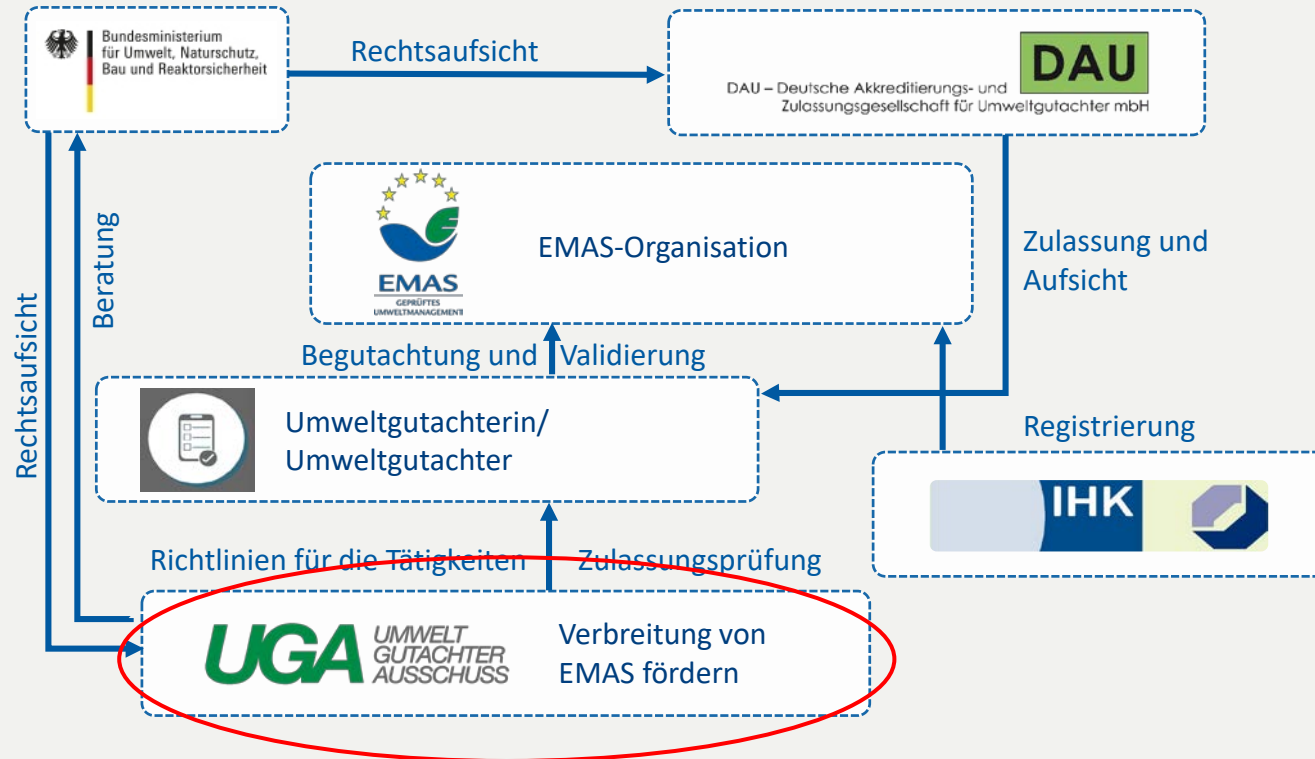 Bundesministerium
für Umwelt, Naturschutz,
Bau und Reaktorsicherheit
Rechtsaufsicht
DAU
DAU – Deutsche Akkreditierungs- und
Zulassungsgesellschaft für Umweltgutachter mbH
EMAS
GEPRÜFTES
UMWELTMANAGEMENT
EMAS-Organisation
Zulassung und
Aufsicht
Beratung
Rechtsaufsicht
Begutachtung und Validierung
Umweltgutachterin/
Umweltgutachter
Registrierung
IHK
Richtlinien für die Tätigkeiten Zulassungsprüfung
UGA
UMWELT
GUTACHTER
AUSSCHUSS
Verbreitung von
EMAS fördern